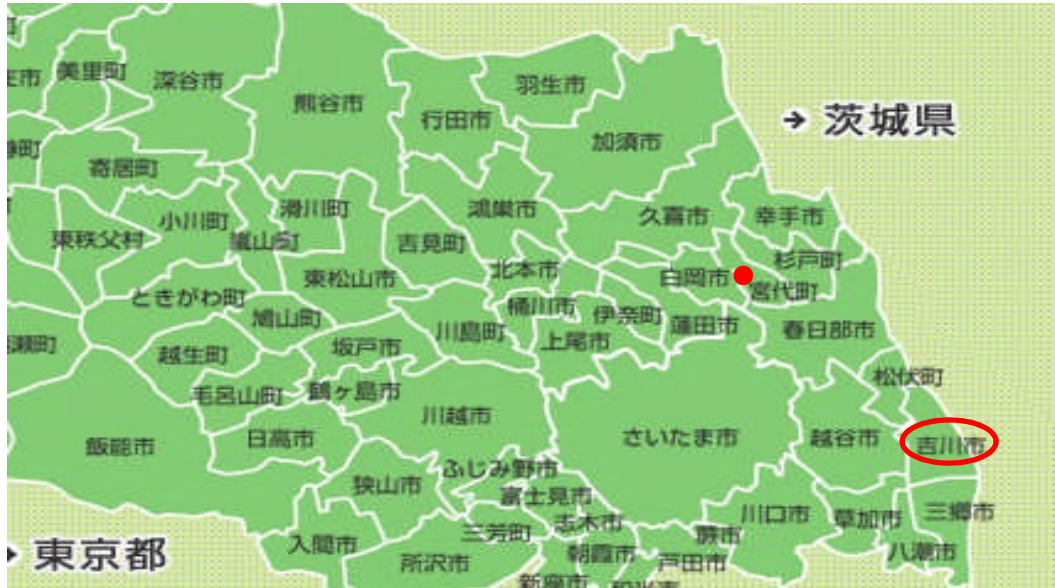 羽生市
美里町
深谷市
熊谷市
行田市
→ 茨城県
加須市
寄居町
小川町
滑川町
鴻巣市
久喜市
幸手市
東秩父村
嵐山町
吉見町
杉戸町
東松山市
北本市
白岡市
宮代町
ときがわ町
鳩山町
川島町
桶川市
伊奈町
蓮田市
春日部市
越生町
坂戸市
上尾市
松伏町
毛呂山町
鶴ヶ島市
川越市
飯能市
日高市
さいたま市
越谷市
吉川市
狭山市
ふじみ野市
富士見市
三芳町
志木市
川口市
草加市
三郷市
蕨市
→ 東京都
入間市
所沢市
朝霞市
戸田市
八潮市
新座市
和光市